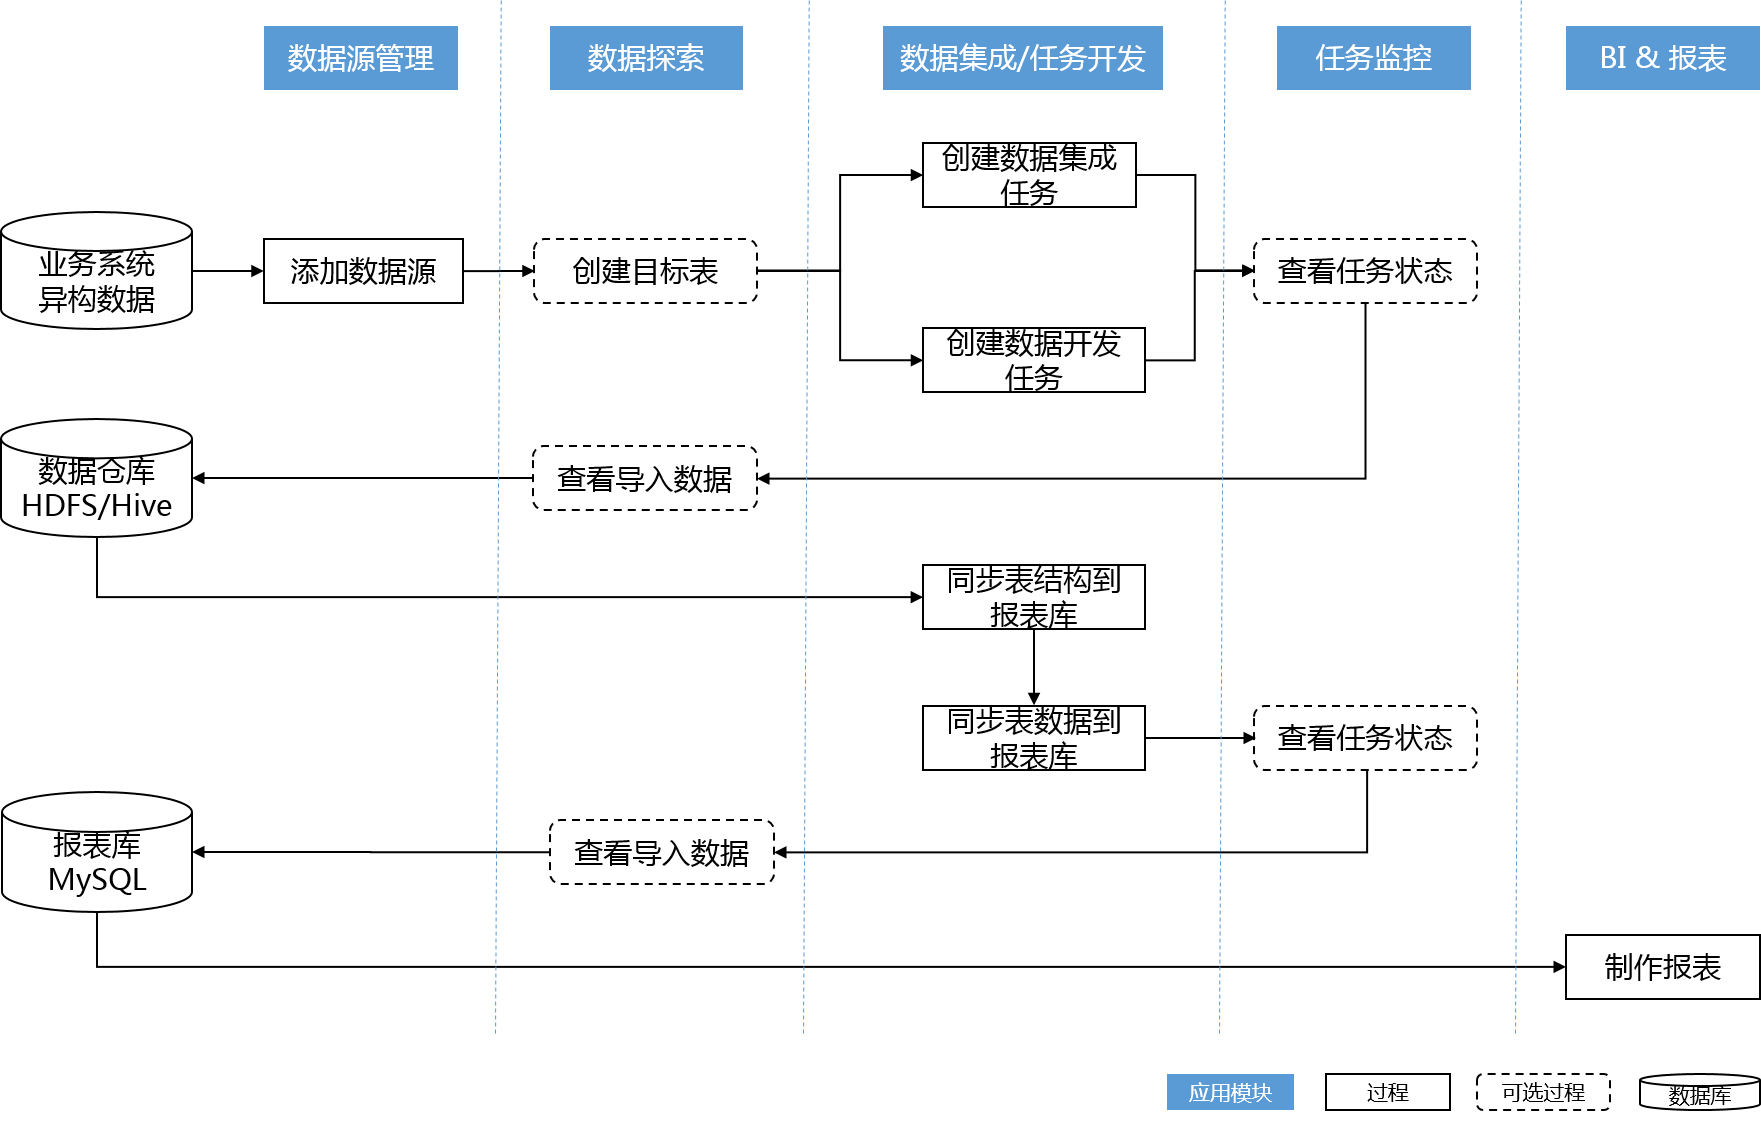 数据源管理
数据探索
数据集成/任务开发
任务监控
BI & 报表
创建数据集成
任务
业务系统
异构数据
添加数据源
创建目标表
查看任务状态
创建数据开发
任务
数据仓库
HDFS/Hive
查看导入数据
同步表结构到
报表库
同步表数据到
报表库
查看任务状态
报表库
MySQL
查看导入数据
制作报表
应用模块
过程
可选过程
数据库